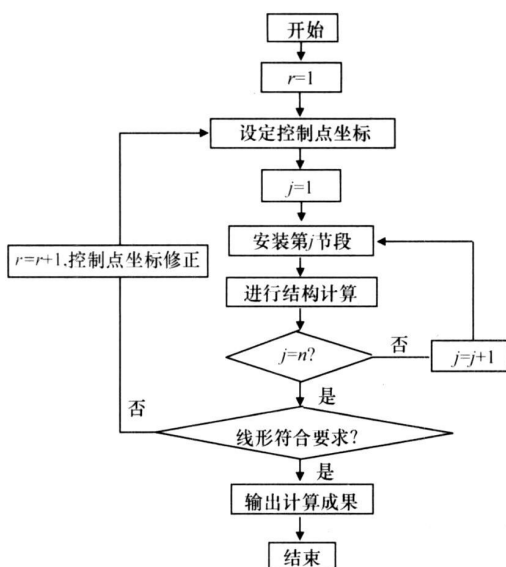 开始
r=1
设定控制点坐标
j=1
安装第j节段
r=r+1,控制点坐标修正
进行结构计算
j=n?
否
j=j+1
是
否
线形符合要求?
是
输出计算成果
结束